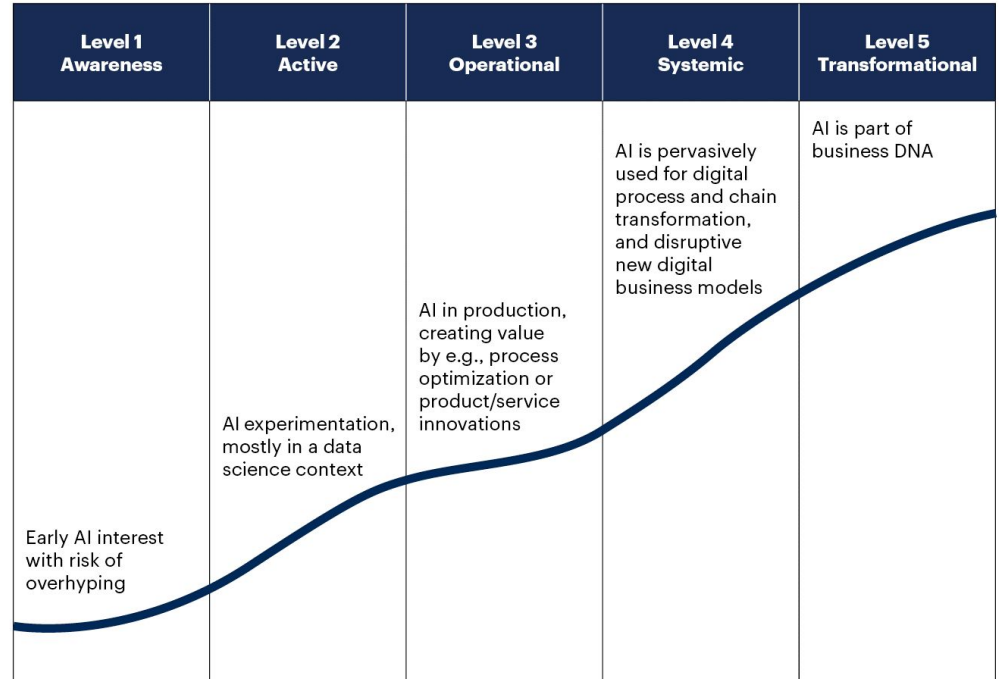 Level 1
Awareness
Level 2
Active
Level 3
Operational
Level 4
Systemic
Level 5
Transformational
Early AI interest
with risk of
overhyping
AI experimentation,
mostly in a data
science context
AI in production,
creating value
by e.g., process
optimization or
product/service
innovations
AI is pervasively
used for digital
process and chain
transformation,
and disruptive
new digital
business models
AI is part of
business DNA